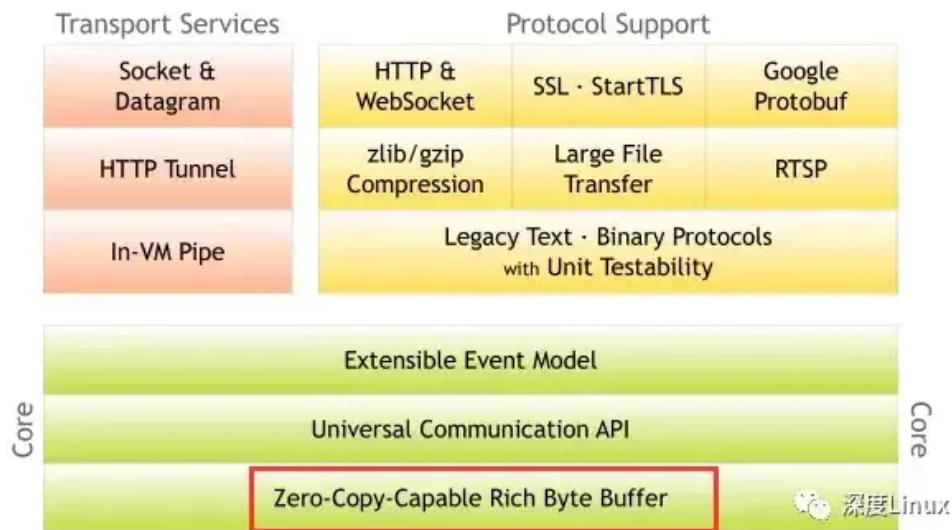 Transport Services
Protocol Support
Socket &
Datagram
HTTP &
WebSocket
SSL · StartTLS
Google
Protobuf
HTTP Tunnel
zlib/gzip
Compression
Large File
Transfer
RTSP
In-VM Pipe
Legacy Text · Binary Protocols
with Unit Testability
Core
Extensible Event Model
Universal Communication API
Zero-Copy-Capable Rich Byte Buffer
Core
深度Linux